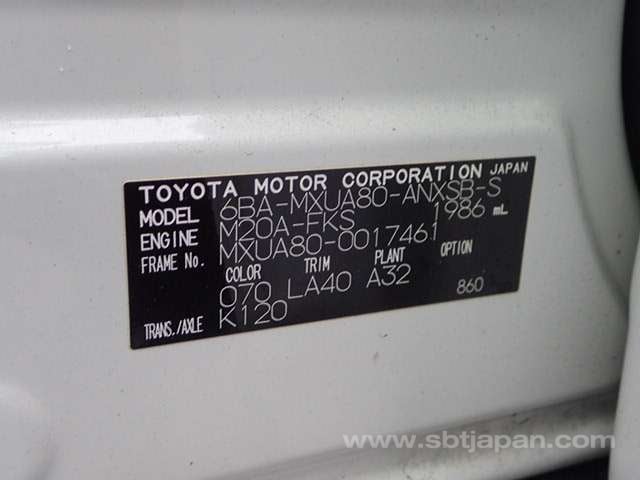 TOYOTA MOTOR CORPORATION JAPAN
MODEL 6BA-MXUA80-ANXSB-S
ENGINE M20A-FKS 1986 mL
FRAME No. MXUA80-0017461
COLOR TRIM PLANT OPTION
070 LA40 A32 860
TRANS./AXLE K120
www.sbtjapan.com